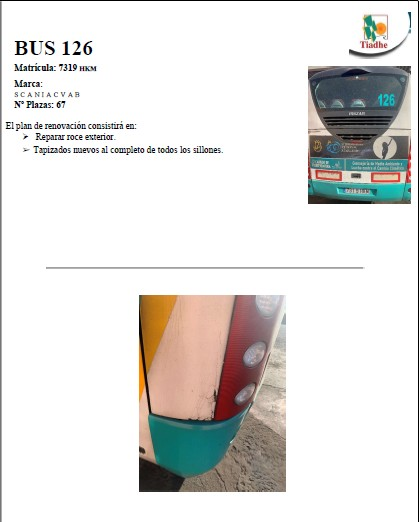 Tiadhe
BUS 126
Matrícula: 7319 HKM
Marca:
S C A N I A C V A B
Nº Plazas: 67
126
El plan de renovación consistirá en:
➢ Reparar roce exterior.
➢ Tapizados nuevos al completo de todos los sillones.